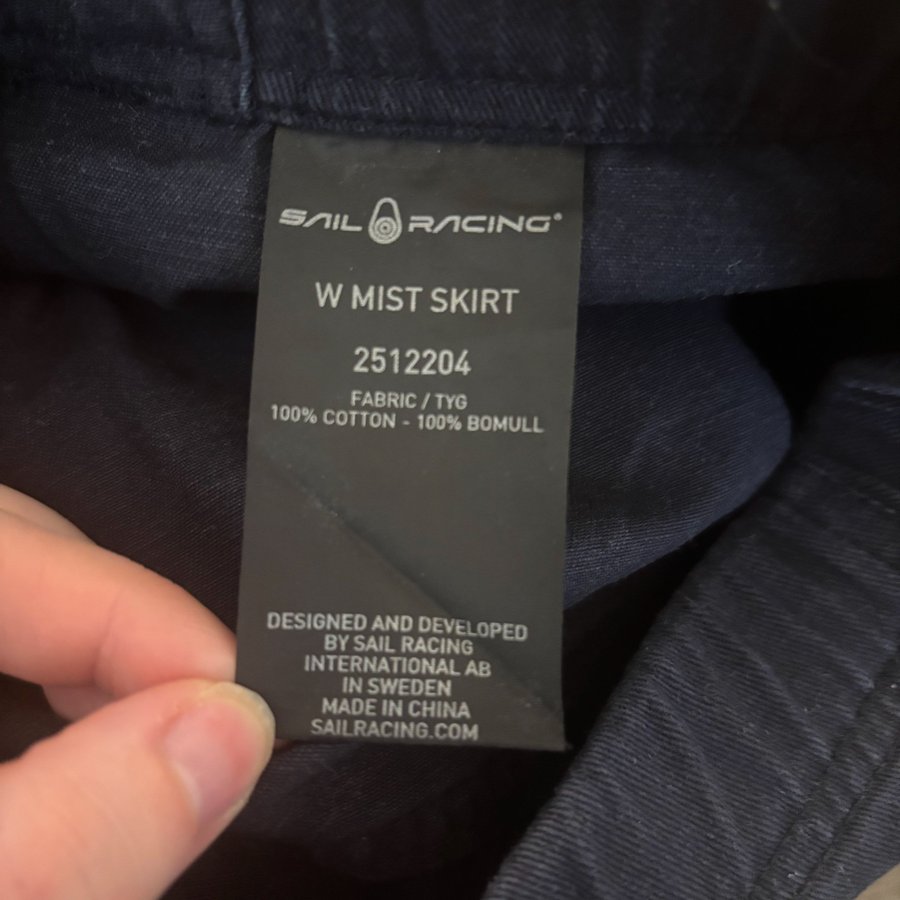 SAIL RACING®
W MIST SKIRT
2512204
FABRIC / TYG
100% COTTON - 100% BOMULL
DESIGNED AND DEVELOPED
BY SAIL RACING
INTERNATIONAL AB
IN SWEDEN
MADE IN CHINA
SAILRACING.COM